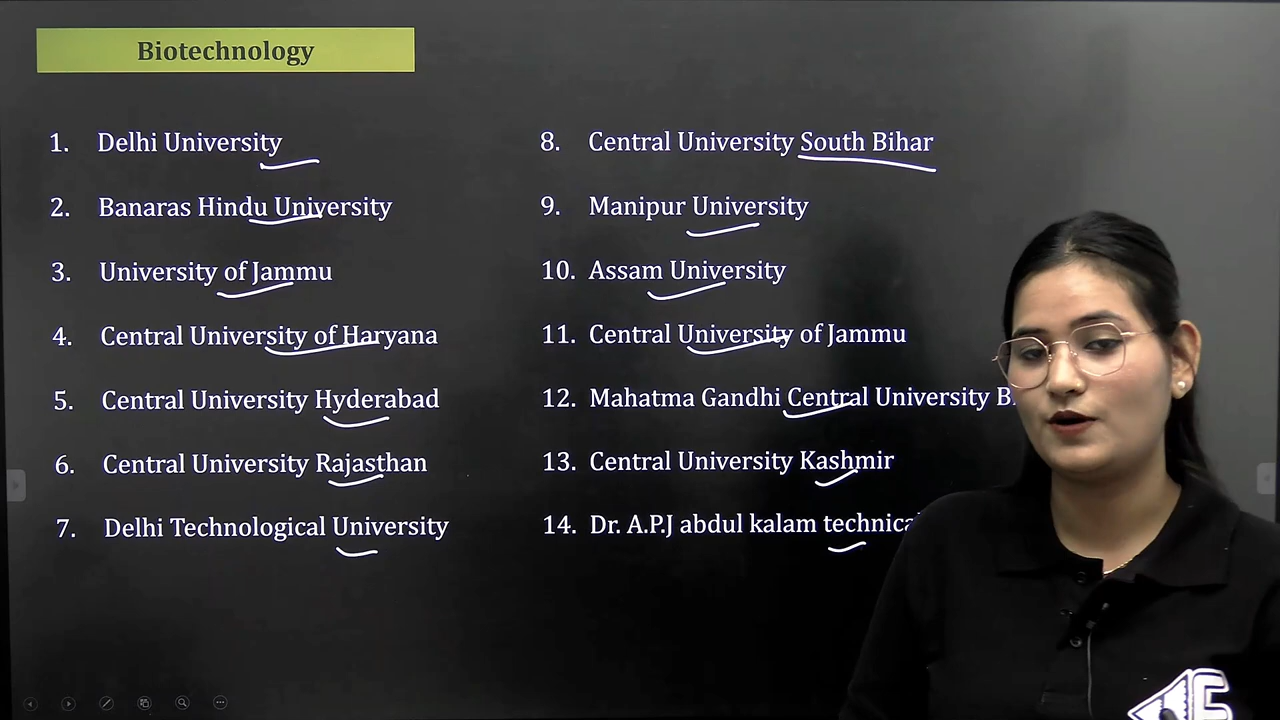 Biotechnology
1. Delhi University
2. Banaras Hindu University
3. University of Jammu
4. Central University of Haryana
5. Central University Hyderabad
6. Central University Rajasthan
7. Delhi Technological University
8. Central University South Bihar
9. Manipur University
10. Assam University
11. Central University of Jammu
12. Mahatma Gandhi Central University
13. Central University Kashmir
14. Dr. A.P.J abdul kalam